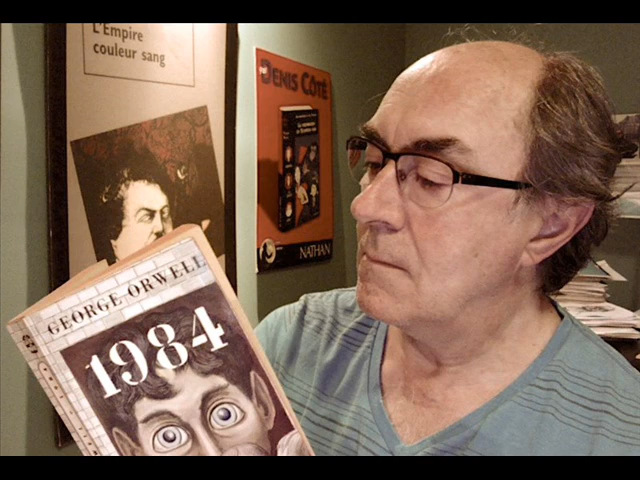 L'Empire
couleur sang
DENIS CÔTÉ
NATHAN
GEORGE ORWELL
1984